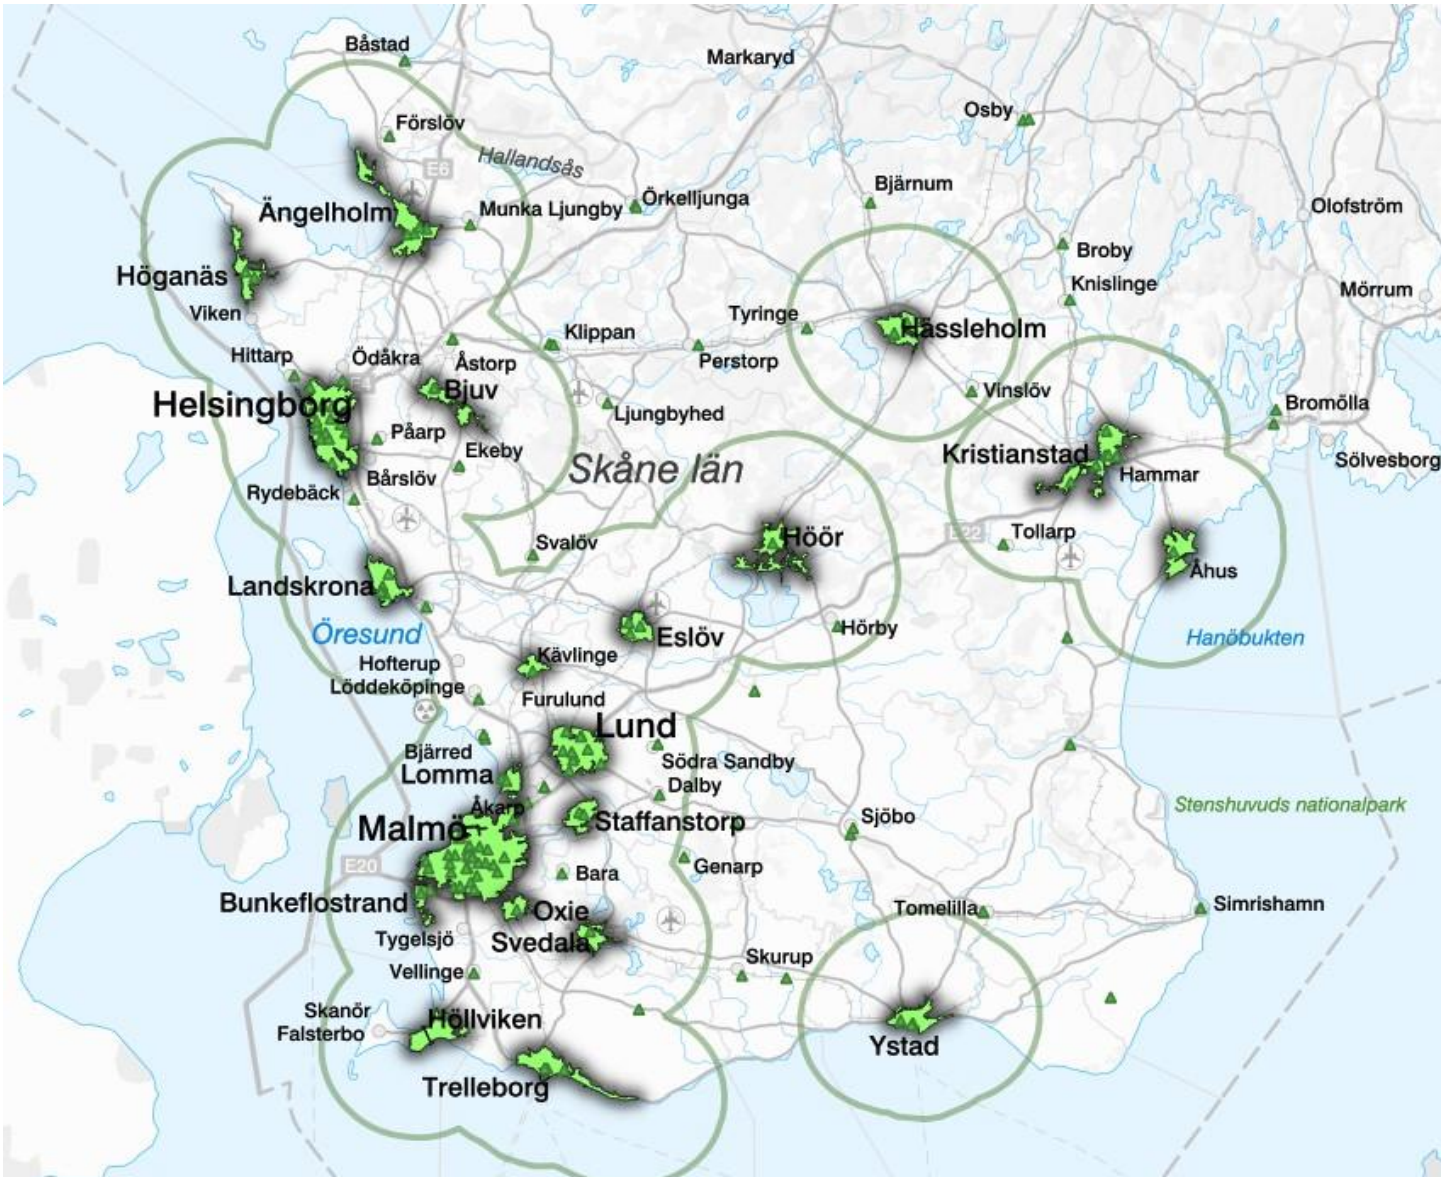 Båstad
Markaryd
Osby
Förslöv
Hallandsås
E6
Bjärnum
Örkelljunga
Olofström
Ängelholm
Munka Ljungby
Broby
Höganäs
Knislinge
Mörrum
Viken
Tyringe
Hässleholm
Klippan
Hittarp
Ödåkra
Åstorp
Perstorp
Bjuv
Vinslöv
Helsingborg
Ljungbyhed
Bromölla
Påarp
Ekeby
Skåne län
Kristianstad
Hammar
Sölvesborg
Bårslöv
Rydebäck
E22
Tollarp
Svalöv
Höör
Åhus
Landskrona
Öresund
Eslöv
Hörby
Hanöbukten
Kävlinge
Hofterup
Löddeköpinge
Furulund
Lund
Bjärred
Södra Sandby
Lomma
Dalby
Åkarp
Stenshuvuds nationalpark
Malmö
Staffanstorp
Sjöbo
E20
Genarp
Bara
Bunkeflostrand
Oxie
Tomelilla
Simrishamn
Tygelsjö
Svedala
Skurup
Vellinge
Skanör
Falsterbo
Höllviken
Ystad
Trelleborg